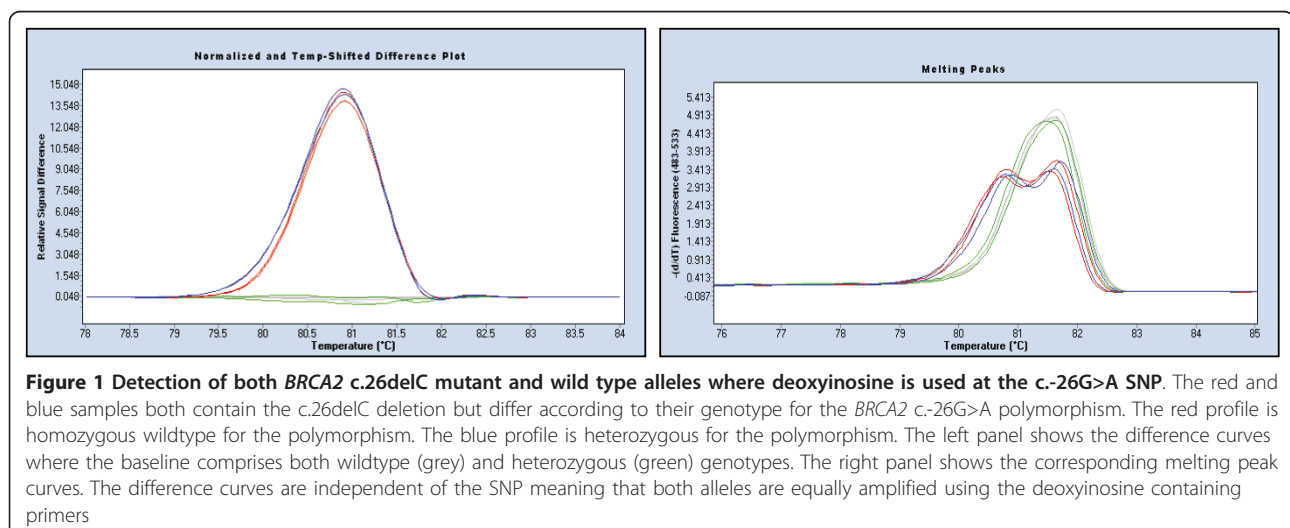 Normalized and Temp-Shifted Difference Plot
Relative Signal Difference
15.048
13.548
12.048
10.548
9.048
7.548
6.048
4.548
3.048
1.548
0.048
78 78.5 79 79.5 80 80.5 81 81.5 82 82.5 83 83.5 84
Temperature (°C)
Melting Peaks
-(d/dT) Fluorescence (483-533)
5.413
4.913
4.413
3.913
3.413
2.913
2.413
1.913
1.413
0.913
0.413
-0.087
76 77 78 79 80 81 82 83 84 85
Temperature (°C)
Figure 1 Detection of both BRCA2 c.26delC mutant and wild type alleles where deoxyinosine is used at the c.-26G>A SNP. The red and
blue samples both contain the c.26delC deletion but differ according to their genotype for the BRCA2 c.-26G>A polymorphism. The red profile is
homozygous wildtype for the polymorphism. The blue profile is heterozygous for the polymorphism. The left panel shows the difference curves
where the baseline comprises both wildtype (grey) and heterozygous (green) genotypes. The right panel shows the corresponding melting peak
curves. The difference curves are independent of the SNP meaning that both alleles are equally amplified using the deoxyinosine containing
primers